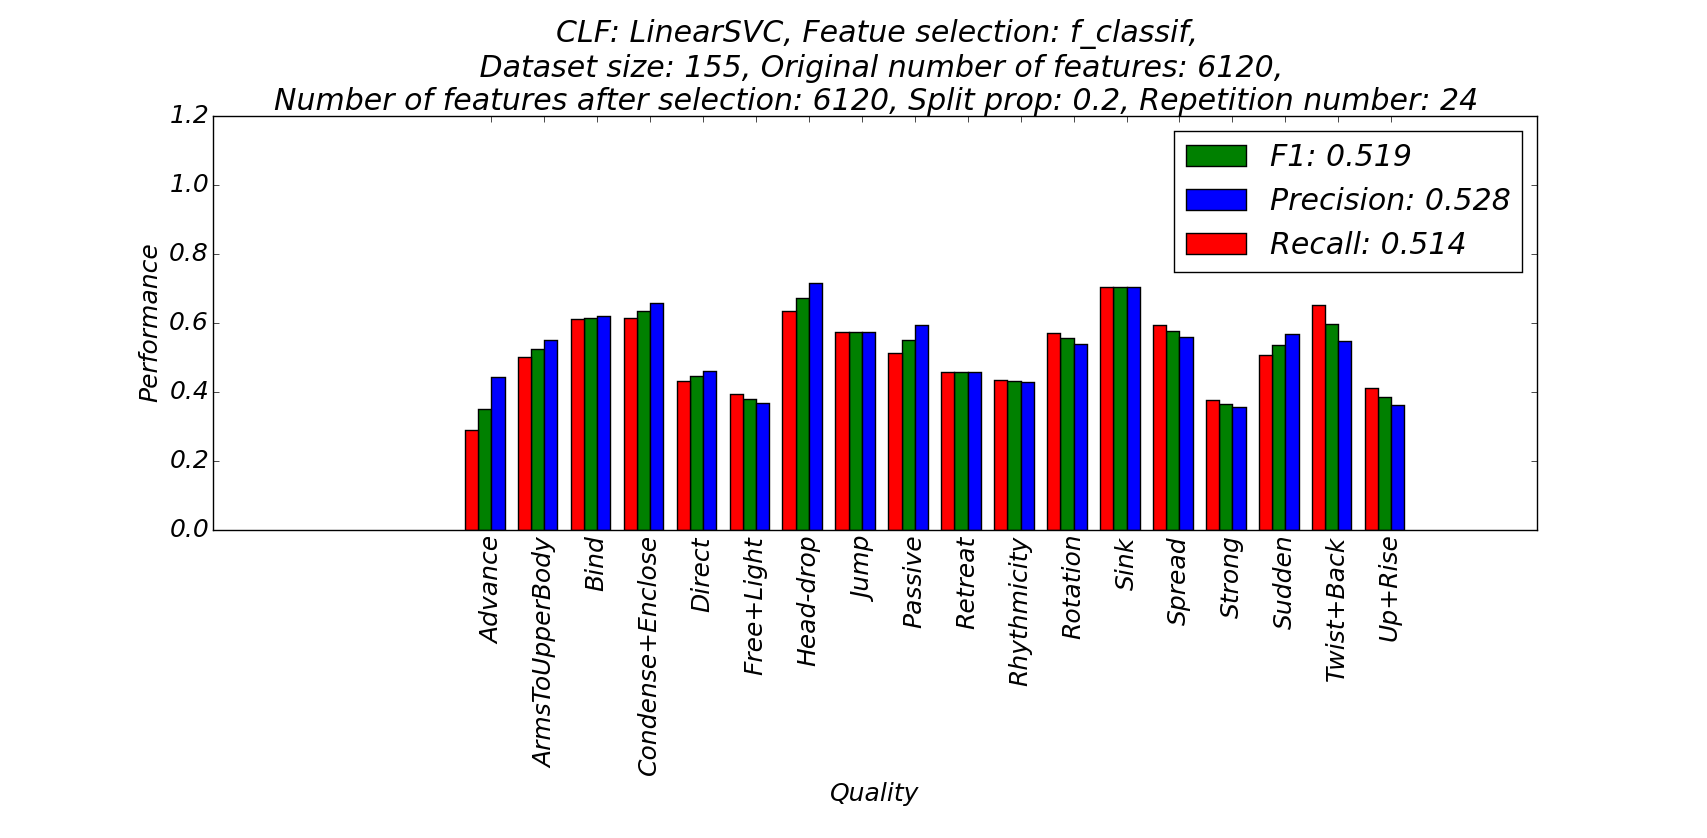 CLF: LinearSVC, Featue selection: f_classif,
Dataset size: 155, Original number of features: 6120,
Number of features after selection: 6120, Split prop: 0.2, Repetition number: 24
1.2
1.0
0.8
0.6
0.4
0.2
0.0
Performance
F1: 0.519
Precision: 0.528
Recall: 0.514
Advance
ArmsToUpperBody
Bind
Condense+Enclose
Direct
Free+Light
Head-drop
Jump
Passive
Retreat
Rhythmicity
Rotation
Sink
Spread
Strong
Sudden
Twist+Back
Up+Rise
Quality